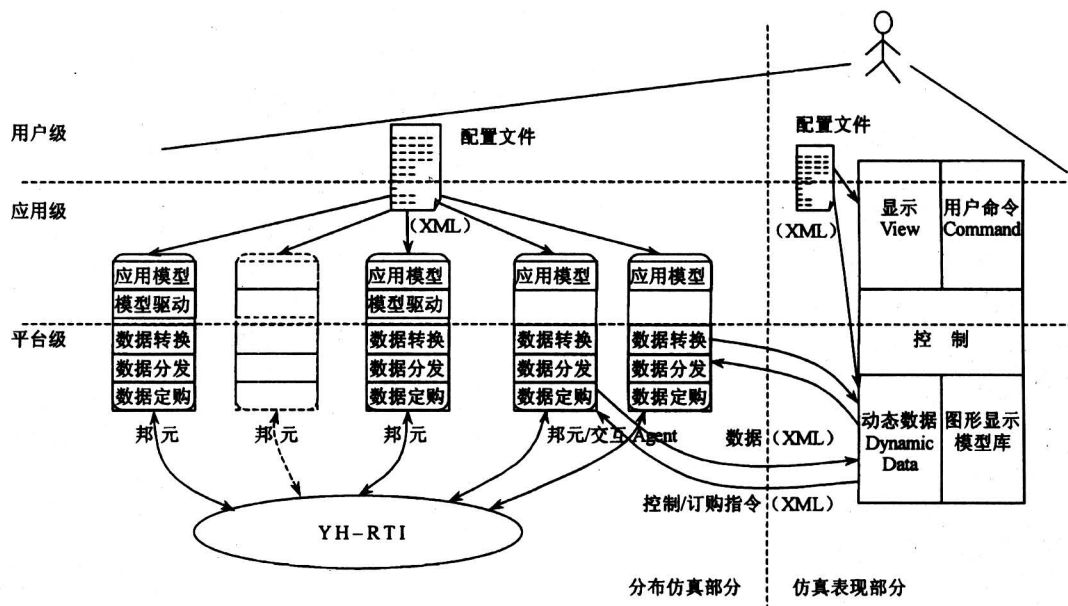 用户级
配置文件
配置文件
应用级
(XML)
(XML)
显示
View
用户命令
Command
应用模型
应用模型
应用模型
应用模型
模型驱动
模型驱动
平台级
数据转换
数据转换
数据转换
数据转换
控 制
数据分发
数据分发
数据分发
数据分发
数据定购
数据定购
数据定购
数据定购
动态数据
Dynamic
Data
图形显示
模型库
邦 元
邦 元
邦 元
邦元/交互 Agent
数据 (XML)
控制/订购指令 (XML)
YH-RTI
分布仿真部分
仿真表现部分